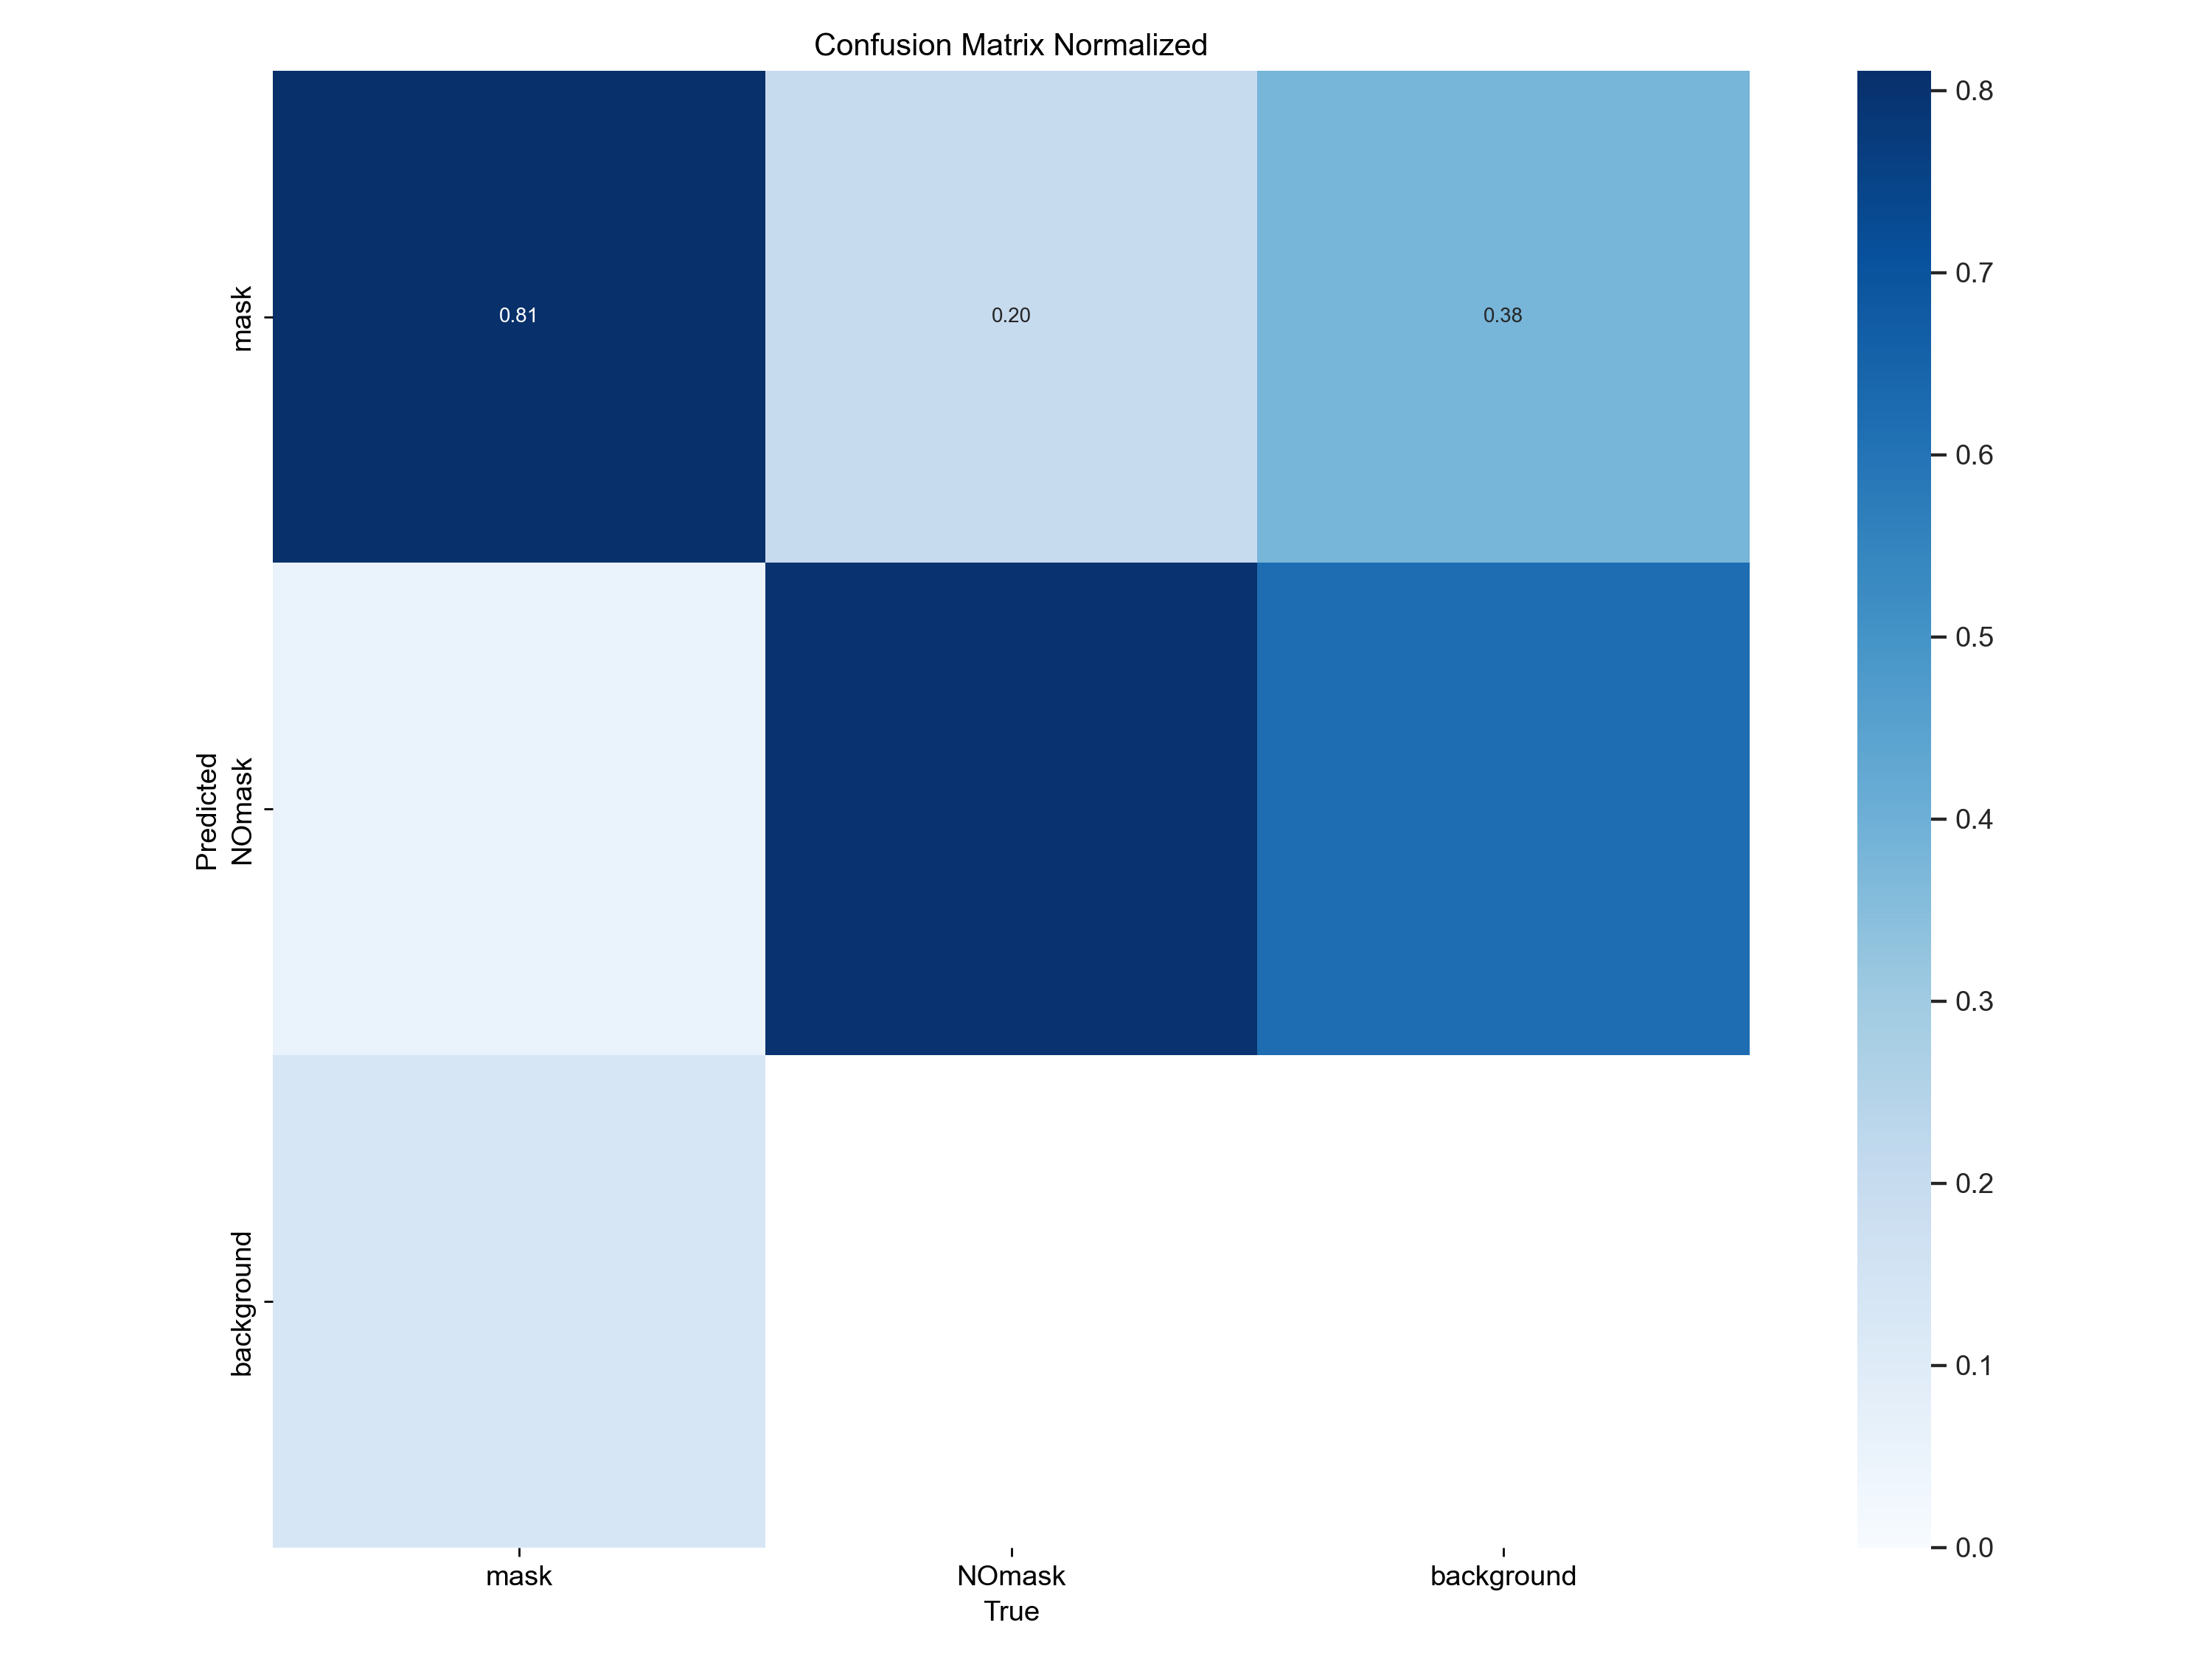 Confusion Matrix Normalized
mask
0.81
0.20
0.38
Predicted
NOmask
background
mask
NOmask
background
True
0.8
0.7
0.6
0.5
0.4
0.3
0.2
0.1
0.0